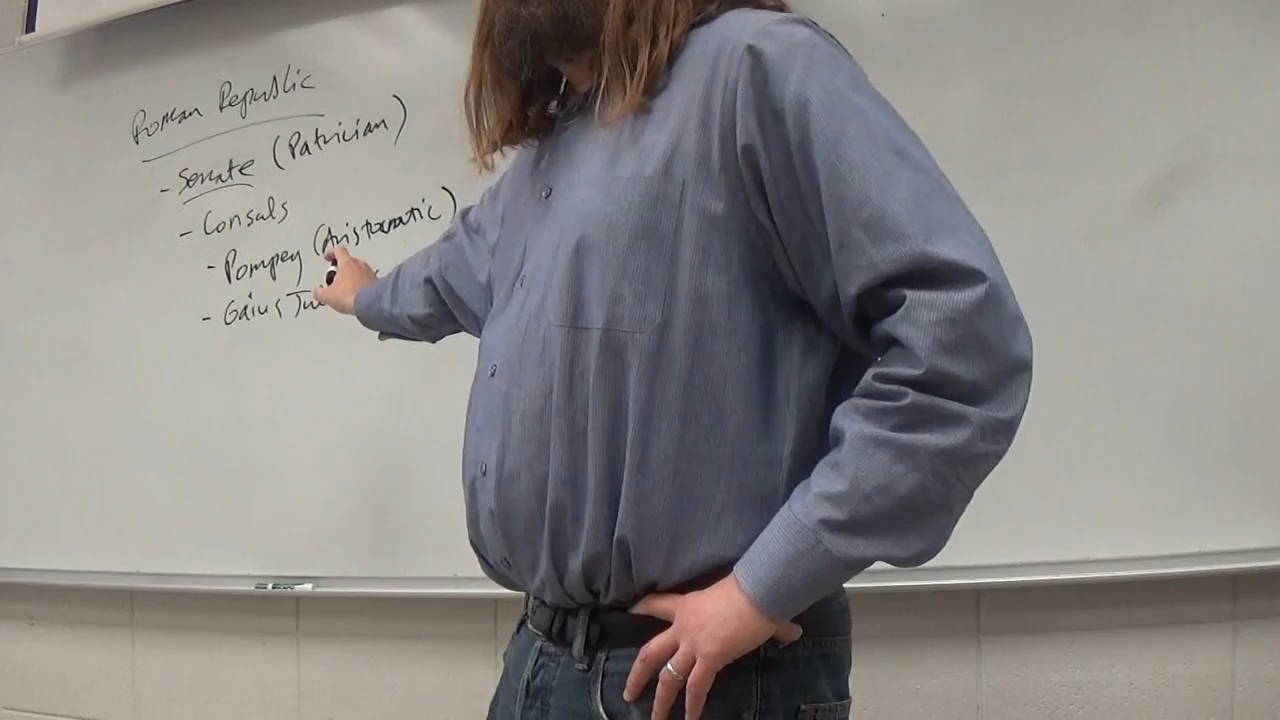 Roman Republic
- Senate (Patrician)
- Consuls
- Pompey (Aristocratic)
- Gaius